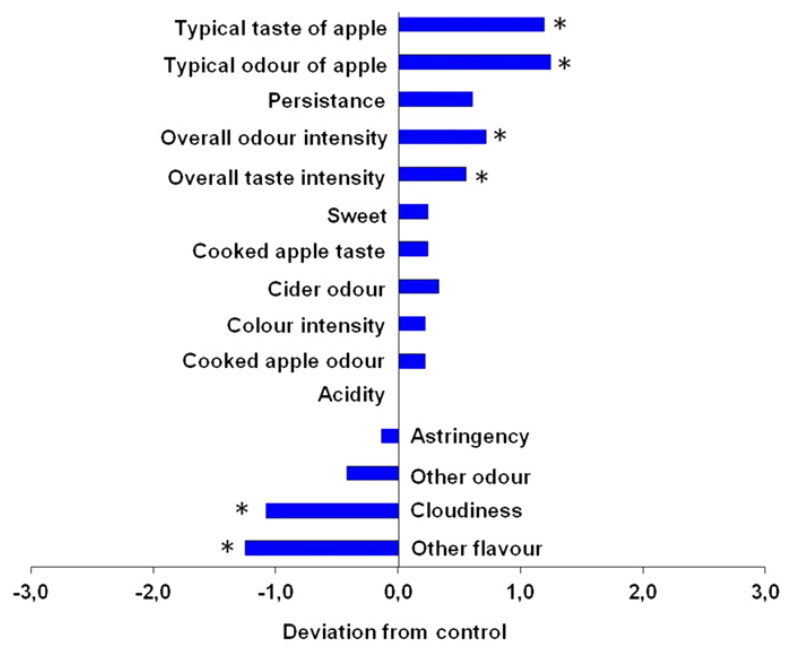 Typical taste of apple *
Typical odour of apple *
Persistance
Overall odour intensity *
Overall taste intensity *
Sweet
Cooked apple taste
Cider odour
Colour intensity
Cooked apple odour
Acidity
Astringency
Other odour
* Cloudiness
* Other flavour
-3,0 -2,0 -1,0 0,0 1,0 2,0 3,0
Deviation from control